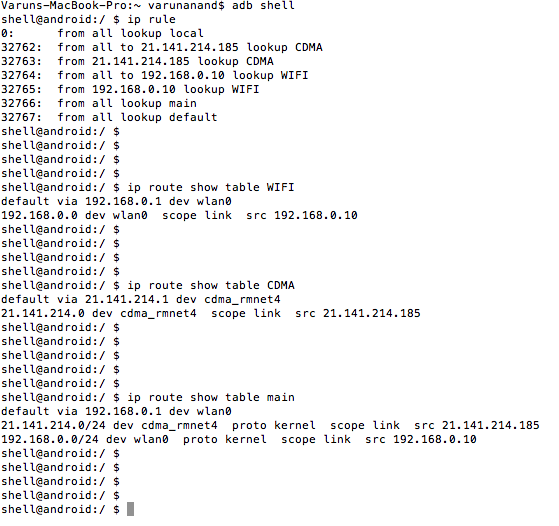 Varuns-MacBook-Pro:~ varunanand$ adb shell
shell@android:/ $ ip rule
0:      from all lookup local
32762:  from all to 21.141.214.185 lookup CDMA
32763:  from 21.141.214.185 lookup CDMA
32764:  from all to 192.168.0.10 lookup WIFI
32765:  from 192.168.0.10 lookup WIFI
32766:  from all lookup main
32767:  from all lookup default
shell@android:/ $
shell@android:/ $
shell@android:/ $
shell@android:/ $
shell@android:/ $ ip route show table WIFI
default via 192.168.0.1 dev wlan0
192.168.0.0 dev wlan0  scope link  src 192.168.0.10
shell@android:/ $
shell@android:/ $
shell@android:/ $
shell@android:/ $
shell@android:/ $ ip route show table CDMA
default via 21.141.214.1 dev cdma_rmnet4
21.141.214.0 dev cdma_rmnet4  scope link  src 21.141.214.185
shell@android:/ $
shell@android:/ $
shell@android:/ $
shell@android:/ $
shell@android:/ $
shell@android:/ $ ip route show table main
default via 192.168.0.1 dev wlan0
21.141.214.0/24 dev cdma_rmnet4  proto kernel  scope link  src 21.141.214.185
192.168.0.0/24 dev wlan0  proto kernel  scope link  src 192.168.0.10
shell@android:/ $
shell@android:/ $
shell@android:/ $
shell@android:/ $
shell@android:/ $